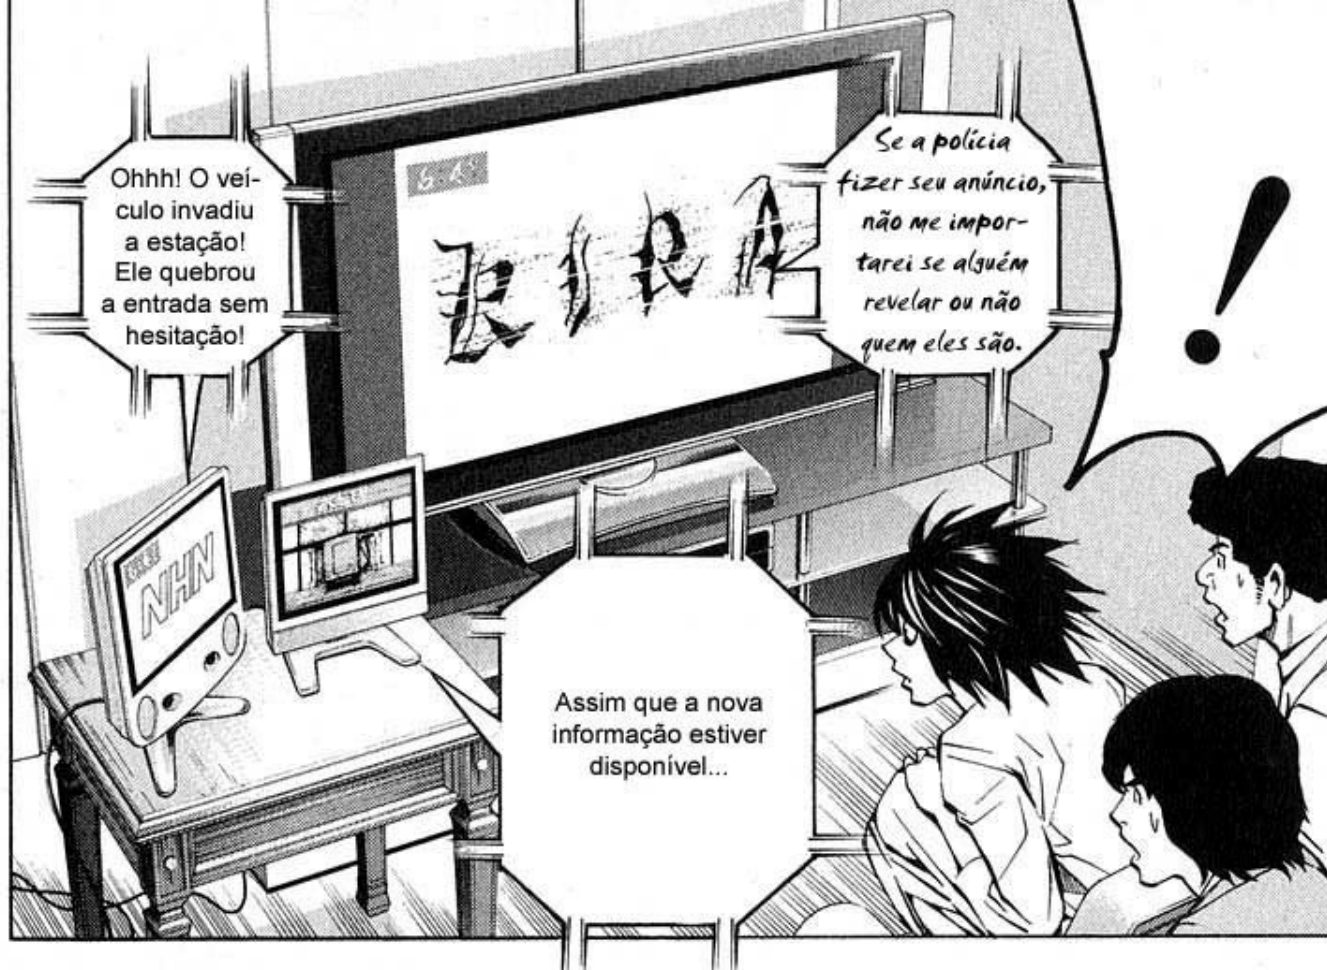 Ohhh! O veí-
culo invadiu
a estação!
Ele quebrou
a entrada sem
hesitação!
KIRA
Se a polícia
fizer seu anúncio,
não me impor-
tarei se alguém
revelar ou não
quem eles são.
!
NHN
Assim que a nova
informação estiver
disponível...